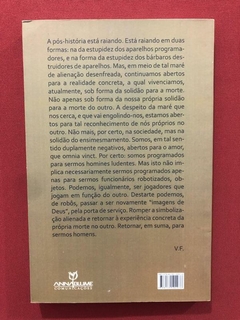 A pós-história está raiando. Está raiando em duas
formas: na da estupidez dos aparelhos programa-
dores, e na forma da estupidez dos bárbaros des-
truidores de aparelhos. Mas, em meio de tal maré
de alienação desenfreada, continuamos abertos
para a realidade concreta, a qual vivenciamos,
atualmente, sob forma da solidão para a morte.
Não apenas sob forma da nossa própria solidão
para a morte do outro. A despeito da maré que
nos cerca, e que vai engolindo-nos, estamos aber-
tos para tal reconhecimento de nós próprios no
outro. Não mais, por certo, na sociedade, mas na
solidão do ensimesmamento. Somos, em tal sen-
tido duplamente negativos, abertos para o amor,
que omnia vinct. Por certo: somos programados
para sermos homines ludentes. Mas isto não im-
plica necessariamente sermos programados ape-
nas para sermos funcionários robotizados, ob-
jetos. Podemos, igualmente, ser jogadores que
jogam em função do outro. Destarte podemos,
de robôs, passar a ser novamente "imagens de
Deus", pela porta de serviço. Romper a simboliza-
ção alienada e retornar à experiência concreta da
própria morte no outro. Retornar, em suma, para
sermos homens.
V.F.
ANNABLUME
COMUNICAÇÕES